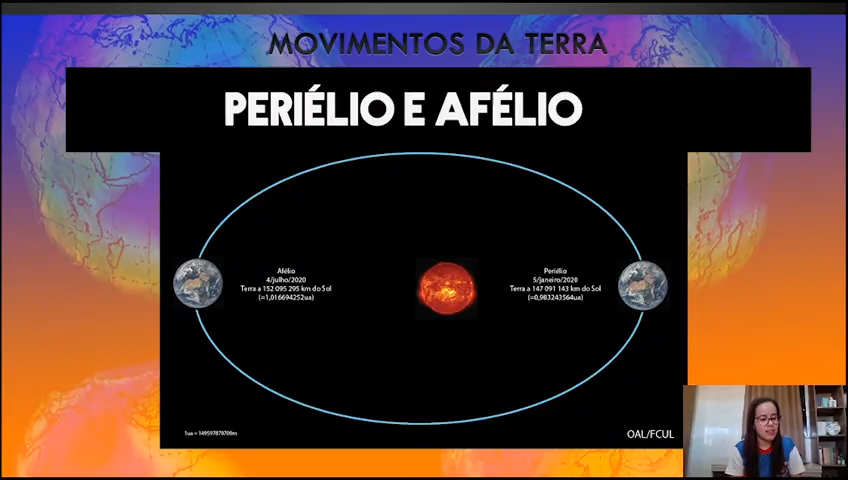 MOVIMENTOS DA TERRA
PERIÉLIO E AFÉLIO
Afélio
4/julho/2020
Terra a 152 095 295 km do Sol
(=1,016694252ua)
Periélio
5/janeiro/2020
Terra a 147 091 143 km do Sol
(=0,983243564ua)
1ua = 149597870700m
OAL/FCUL